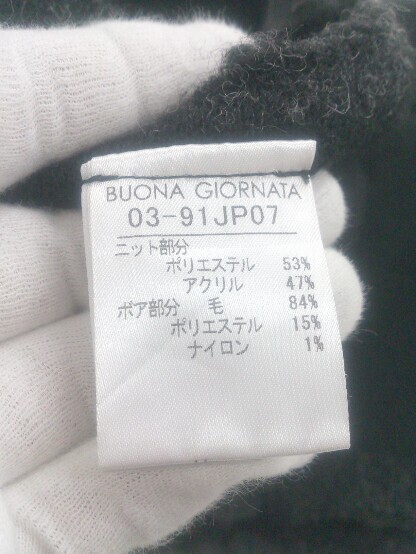 BUONA GIORNATA
03-91JP07
ニット部分
ポリエステル 53%
アクリル 47%
ボア部分 毛 84%
ポリエステル 15%
ナイロン 1%